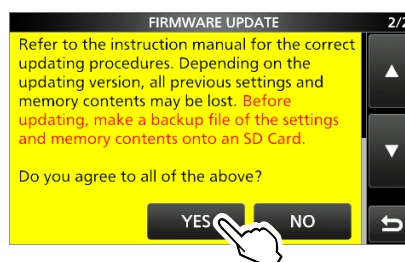 FIRMWARE UPDATE 2/2
Refer to the instruction manual for the correct
updating procedures. Depending on the
updating version, all previous settings and
memory contents may be lost. Before
updating, make a backup file of the settings
and memory contents onto an SD Card.
Do you agree to all of the above?
YES NO